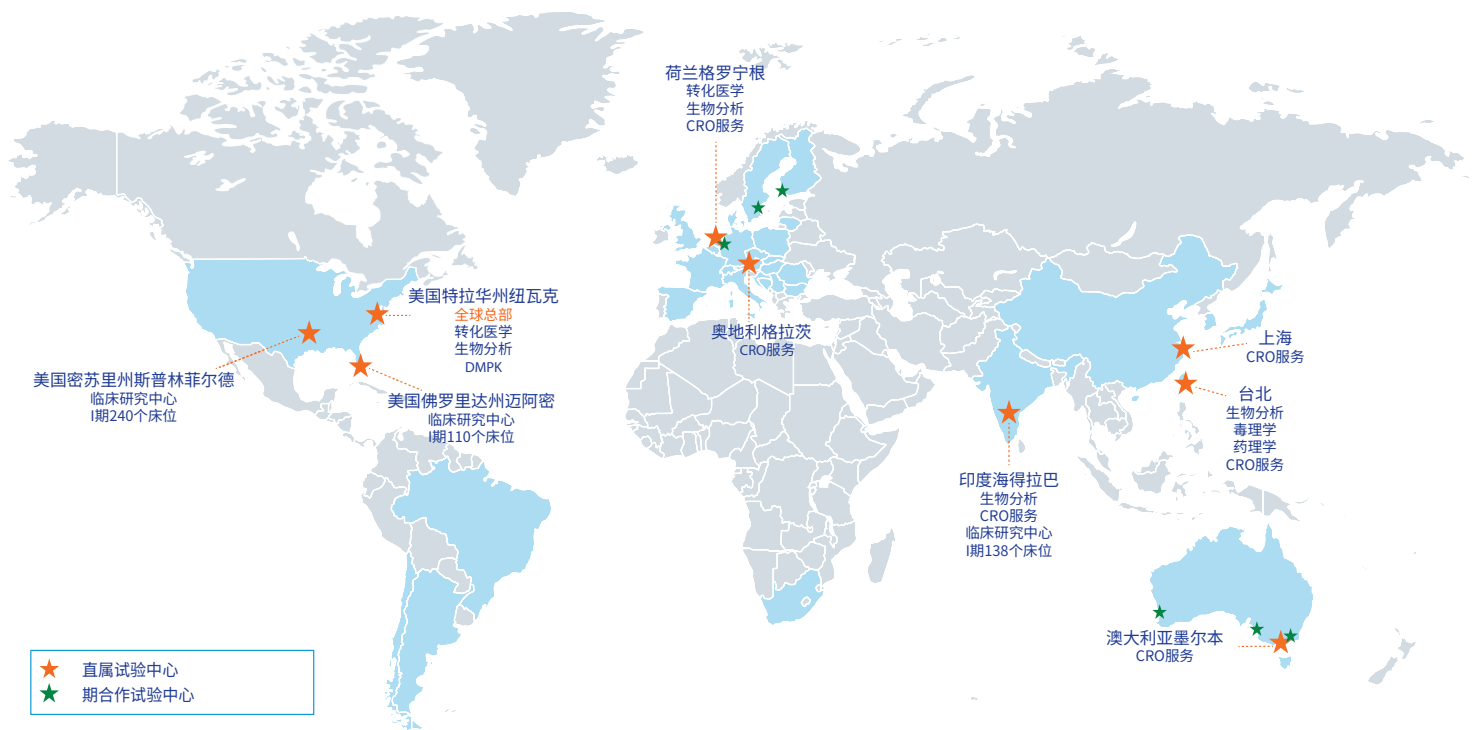 荷兰格罗宁根
转化医学
生物分析
CRO服务
美国特拉华州纽瓦克
全球总部
转化医学
生物分析
DMPK
美国密苏里州斯普林菲尔德
临床研究中心
I期240个床位
美国佛罗里达州迈阿密
临床研究中心
I期110个床位
奥地利格拉茨
CRO服务
上海
CRO服务
台北
生物分析
毒理学
药理学
CRO服务
印度海得拉巴
生物分析
CRO服务
临床研究中心
I期138个床位
澳大利亚墨尔本
CRO服务
直属试验中心
期合作试验中心